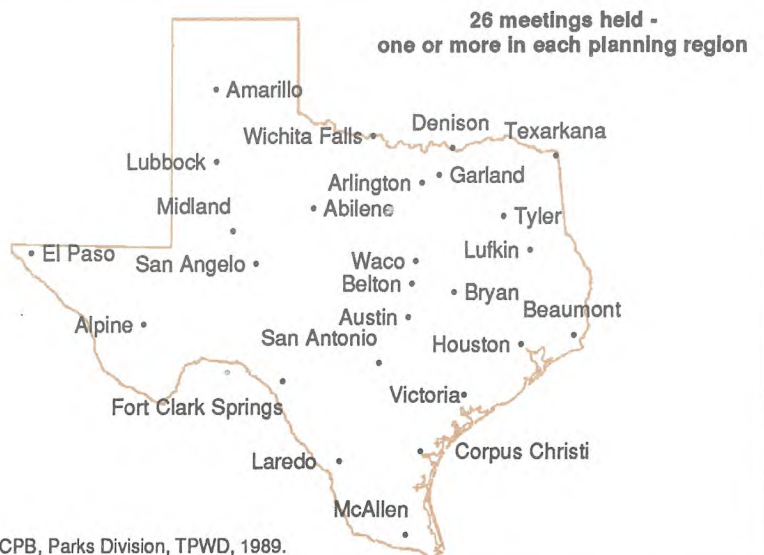 26 meetings held -
one or more in each planning region
Amarillo
Wichita Falls
Denison
Texarkana
Lubbock
Arlington
Garland
Midland
Abilene
Tyler
El Paso
San Angelo
Waco
Lufkin
Belton
Bryan
Alpine
Austin
Beaumont
San Antonio
Houston
Fort Clark Springs
Victoria
Laredo
Corpus Christi
McAllen
CPB, Parks Division, TPWD, 1989.